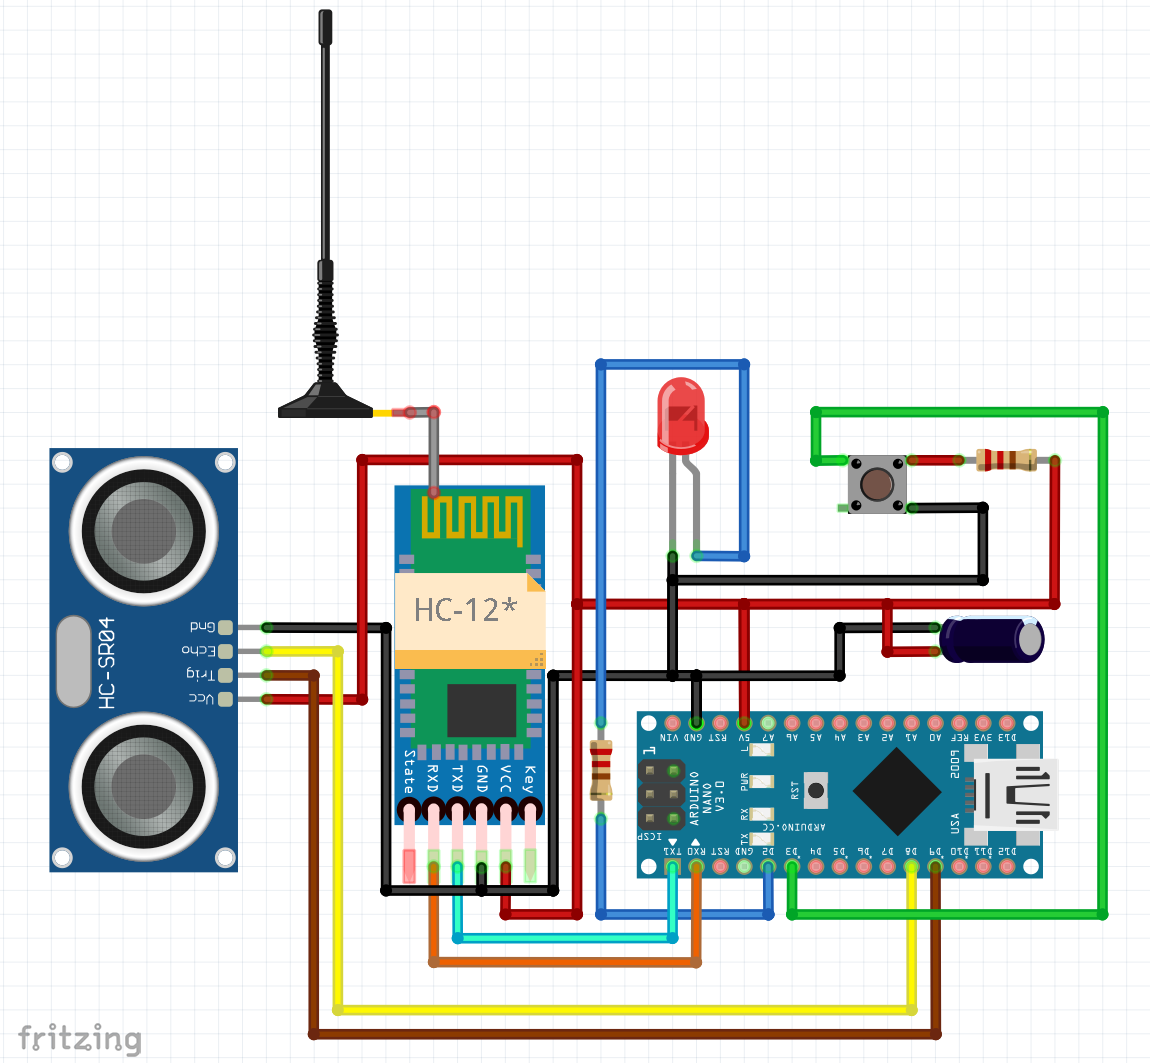 HC-SR04
Gnd
Echo
Trig
Vcc
HC-12*
State
RXD
TXD
GND
VCC
Key
VIN
GND
RST
5V
A7
A6
A5
A4
A3
A2
A1
A0
REF
3V3
D13
L
PWR
RX
TX
1
ICSP
ARDUINO
NANO
V3.0
RST
ARDUINO.CC
USA
TX1
RX0
RST
GND
D2
D3
D4
D5
D6
D7
D8
D9
D10
D11
D12
fritzing